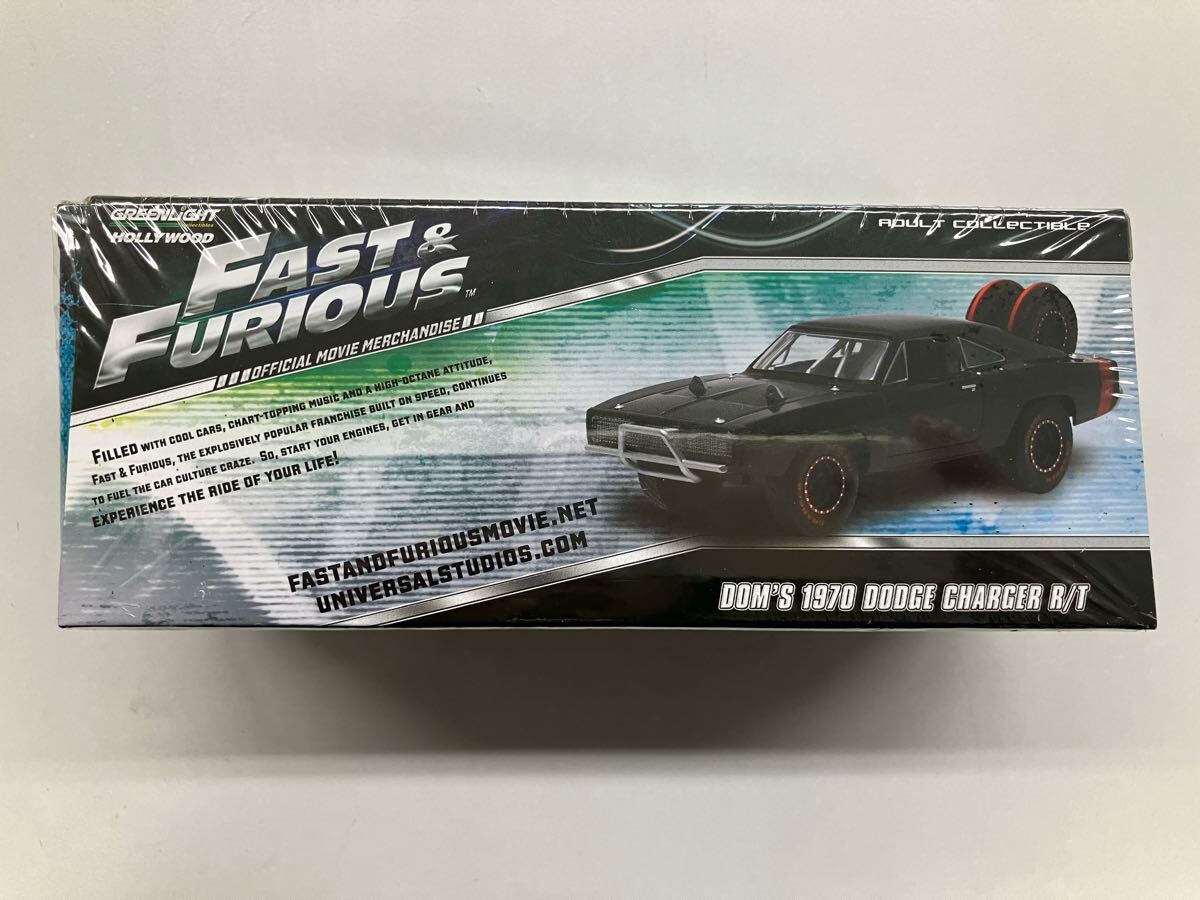 GREENLIGHT
collectibles
HOLLYWOOD
FAST &
FURIOUS™
OFFICIAL MOVIE MERCHANDISE
ADULT COLLECTIBLE
FILLED WITH COOL CARS, CHART-TOPPING MUSIC AND A HIGH-OCTANE ATTITUDE,
FAST & FURIOUS, THE EXPLOSIVELY POPULAR FRANCHISE BUILT ON SPEED, CONTINUES
TO FUEL THE CAR CULTURE CRAZE. SO, START YOUR ENGINES, GET IN GEAR AND
EXPERIENCE THE RIDE OF YOUR LIFE!
FASTANDFURIOUSMOVIE.NET
UNIVERSALSTUDIOS.COM
DOM'S 1970 DODGE CHARGER R/T